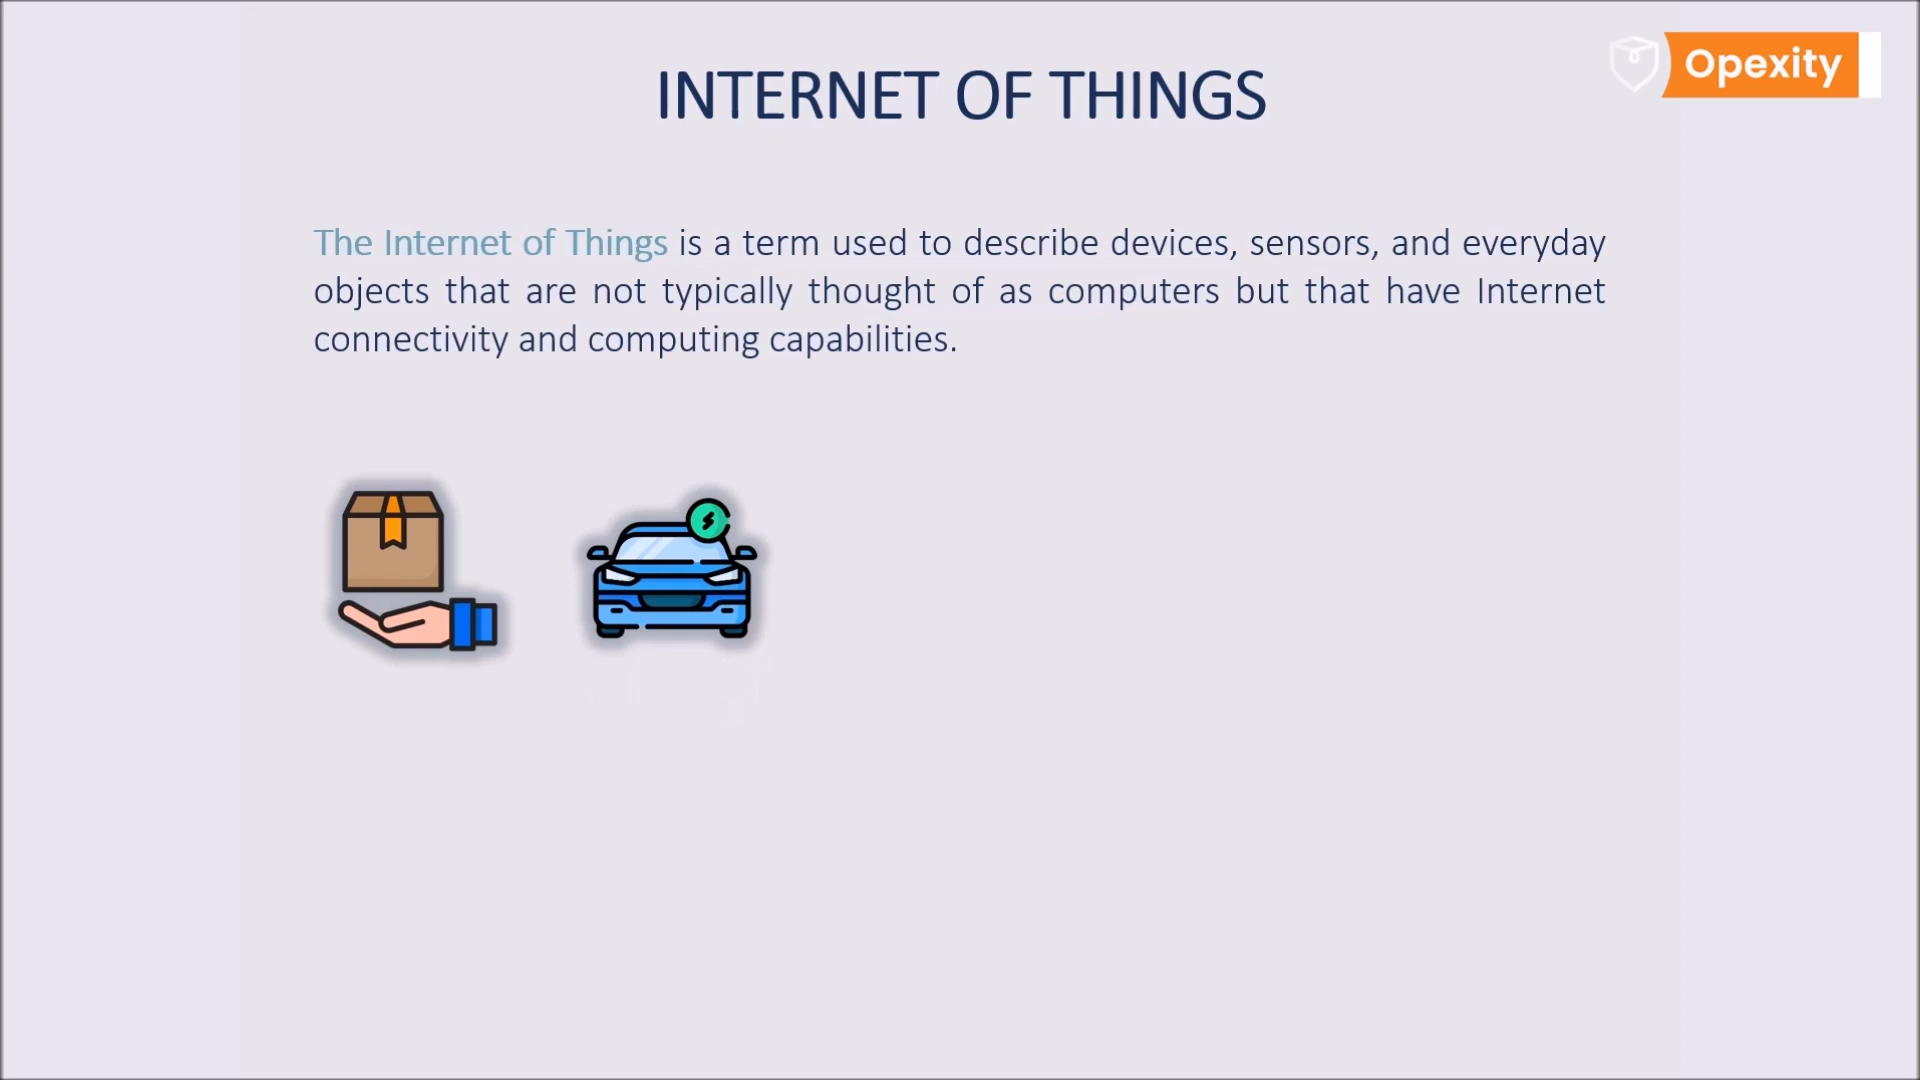 Opexity
INTERNET OF THINGS
The Internet of Things is a term used to describe devices, sensors, and everyday
objects that are not typically thought of as computers but that have Internet
connectivity and computing capabilities.